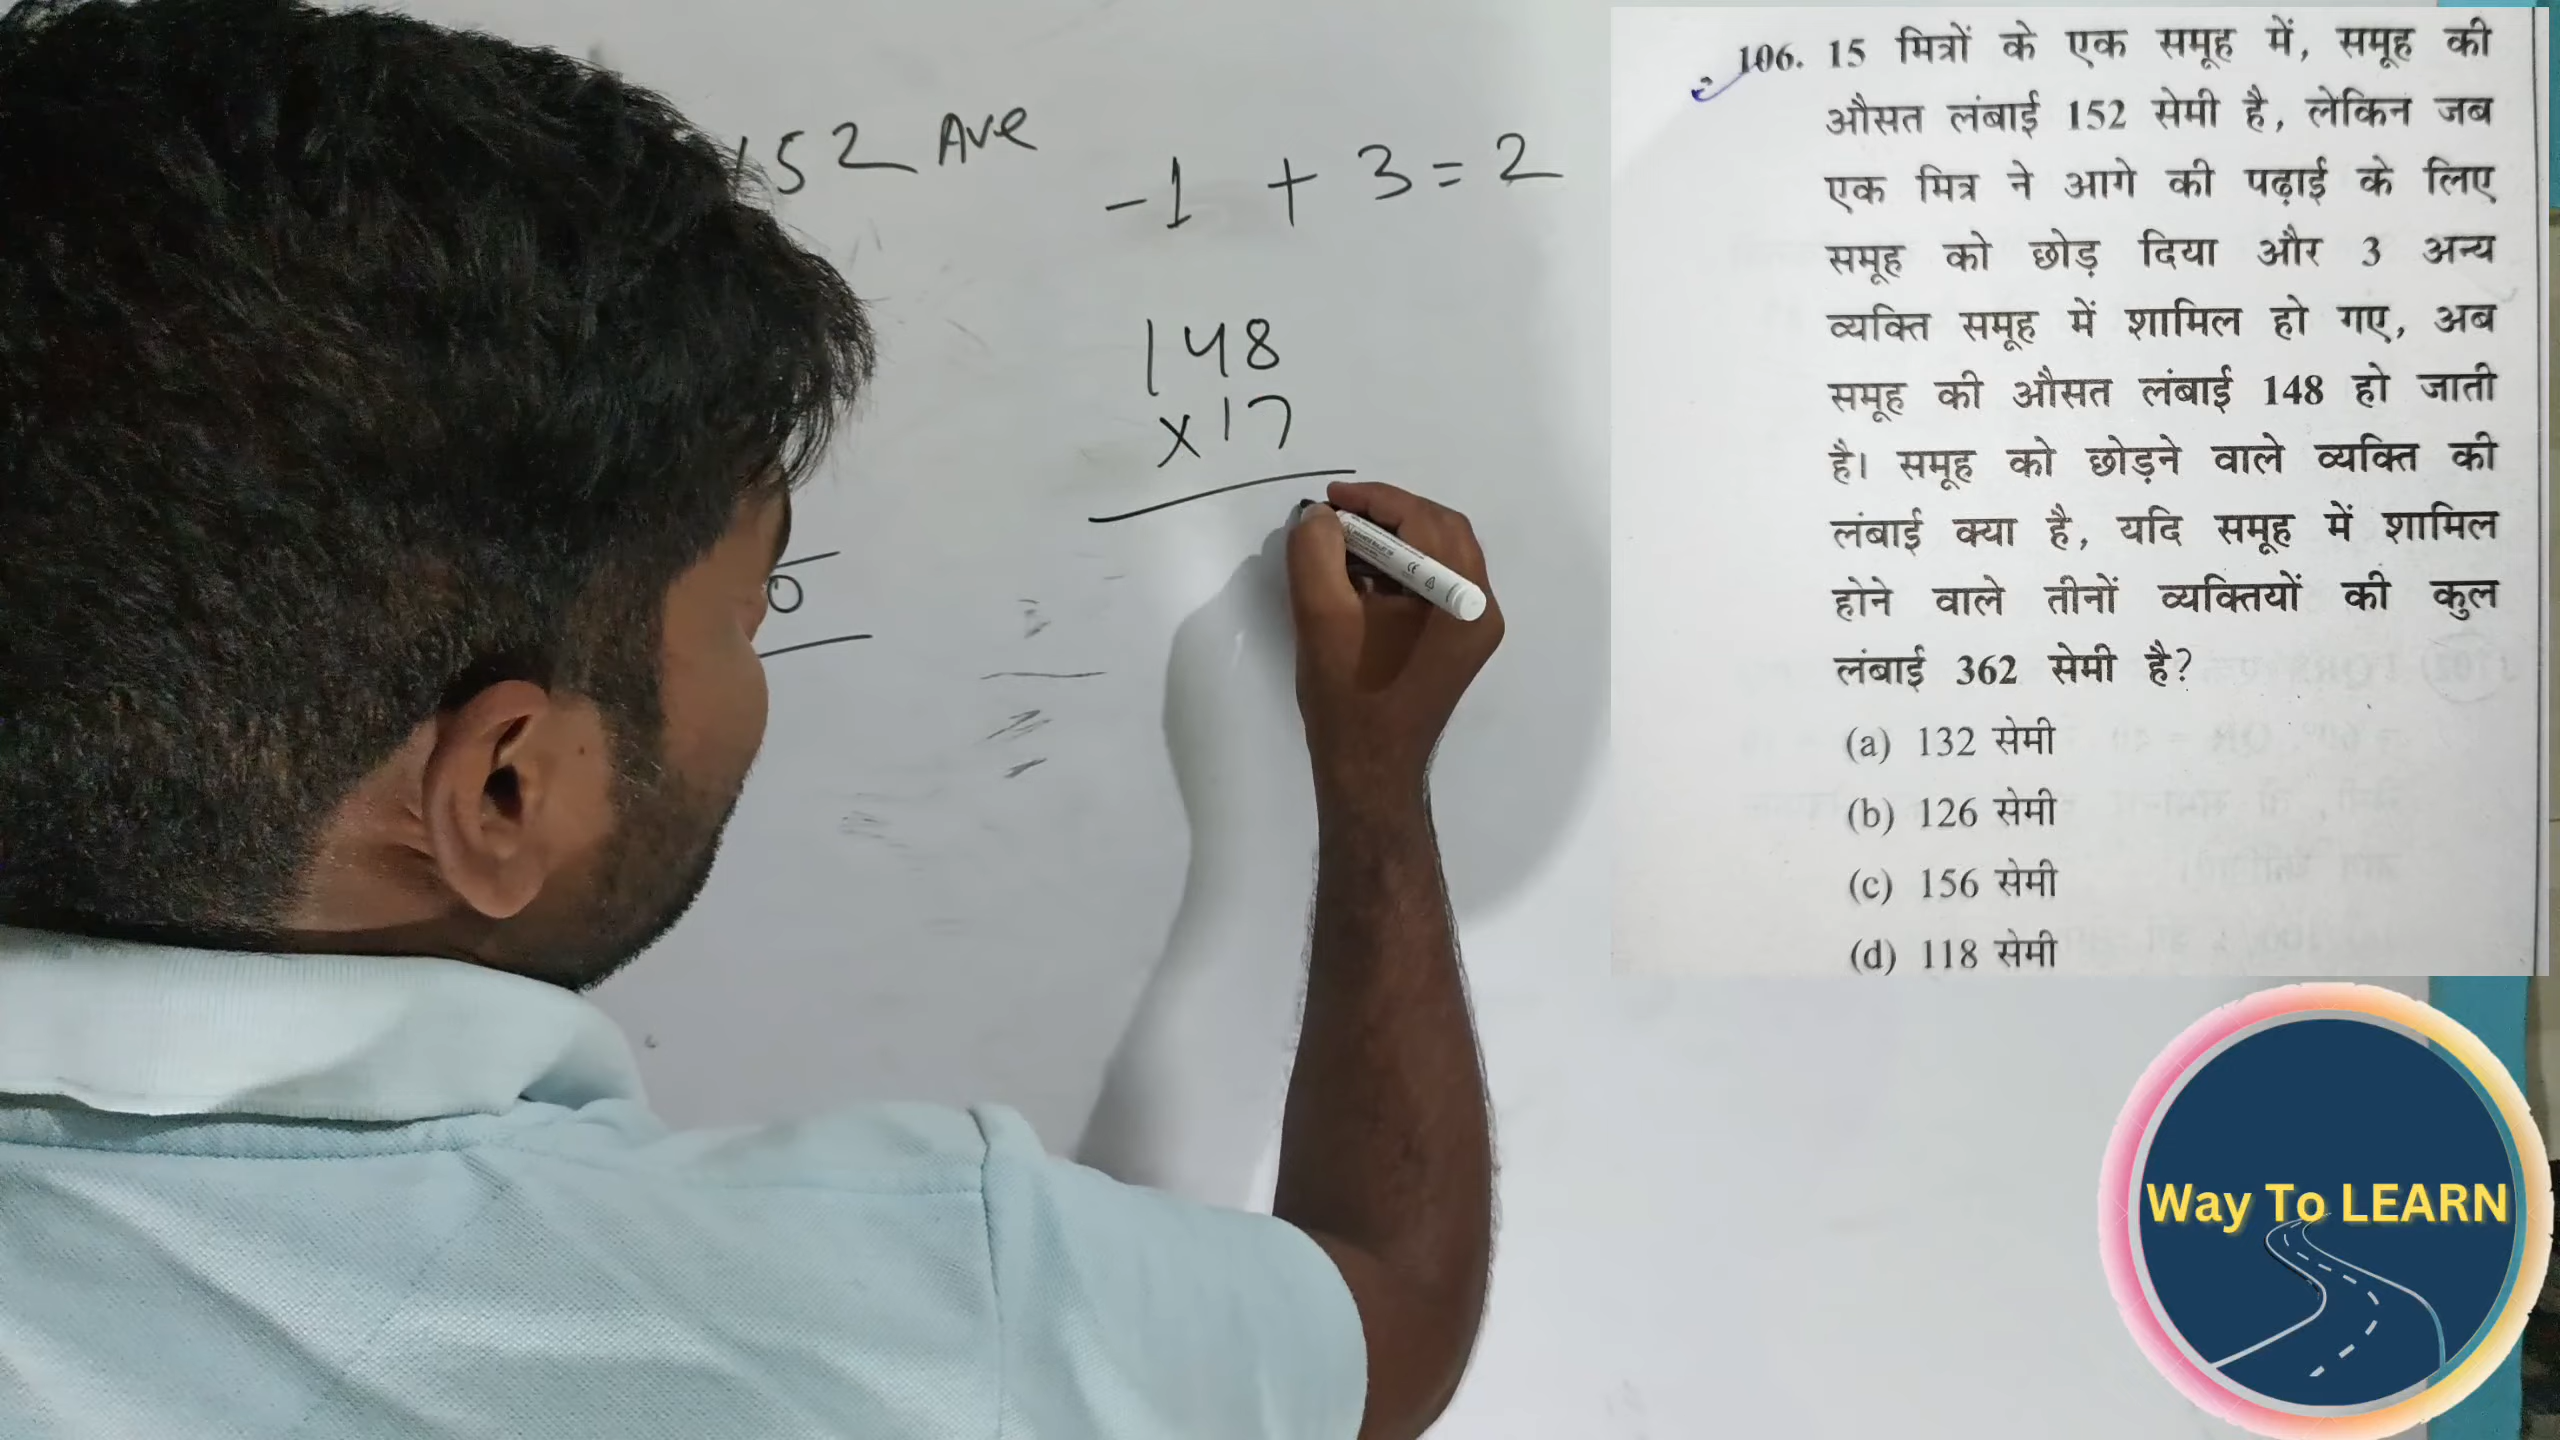 152 Ave
-1 + 3 = 2
148
x 17
0
106. 15 मित्रों के एक समूह में, समूह की
औसत लंबाई 152 सेमी है, लेकिन जब
एक मित्र ने आगे की पढ़ाई के लिए
समूह को छोड़ दिया और 3 अन्य
व्यक्ति समूह में शामिल हो गए, अब
समूह की औसत लंबाई 148 हो जाती
है। समूह को छोड़ने वाले व्यक्ति की
लंबाई क्या है, यदि समूह में शामिल
होने वाले तीनों व्यक्तियों की कुल
लंबाई 362 सेमी है?
(a) 132 सेमी
(b) 126 सेमी
(c) 156 सेमी
(d) 118 सेमी
Way To LEARN